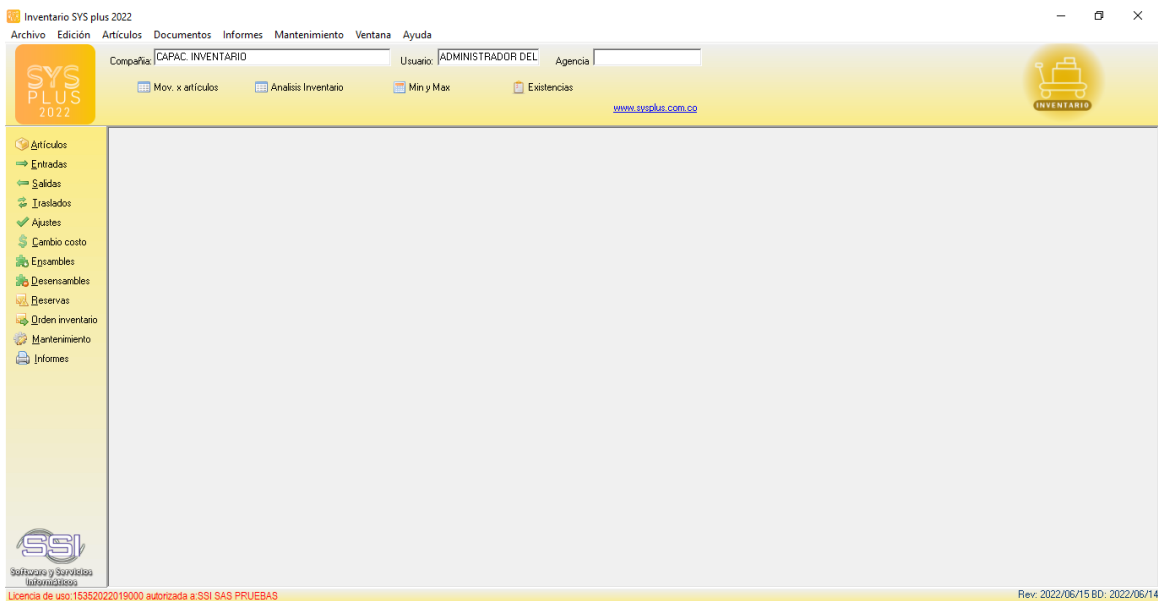 Inventario SYS plus 2022
Archivo Edición Artículos Documentos Informes Mantenimiento Ventana Ayuda
SYS
PLUS
2022
Compañia: CAPAC. INVENTARIO Usuario: ADMINISTRADOR DEL Agencia
Mov. x artículos Analisis Inventario Min y Max Existencias
www.sysplus.com.co
INVENTARIO
Artículos
Entradas
Salidas
Traslados
Ajustes
Cambio costo
Ensambles
Desensambles
Reservas
Orden inventario
Mantenimiento
Informes
SSI
Software y Servicios
Informáticos
Licencia de uso:15352022019000 autorizada a:SSI SAS PRUEBAS Rev: 2022/06/15 BD: 2022/06/14